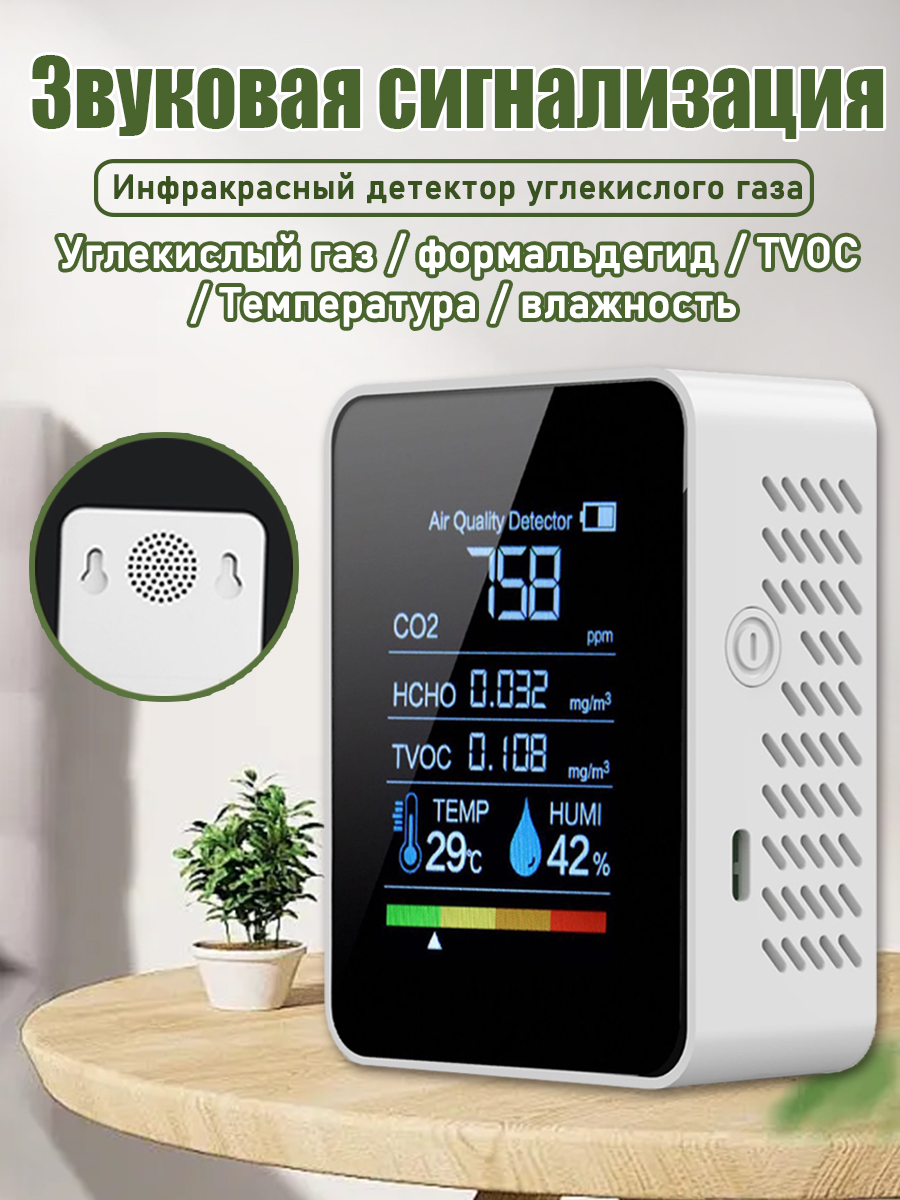 Звуковая сигнализация
Инфракрасный детектор углекислого газа
Углекислый газ / формальдегид / TVOC
/ Температура / влажность
Air Quality Detector
758
CO2 ppm
HCHO 0.032 mg/m³
TVOC 0.108 mg/m³
TEMP HUMI
29℃ 42%